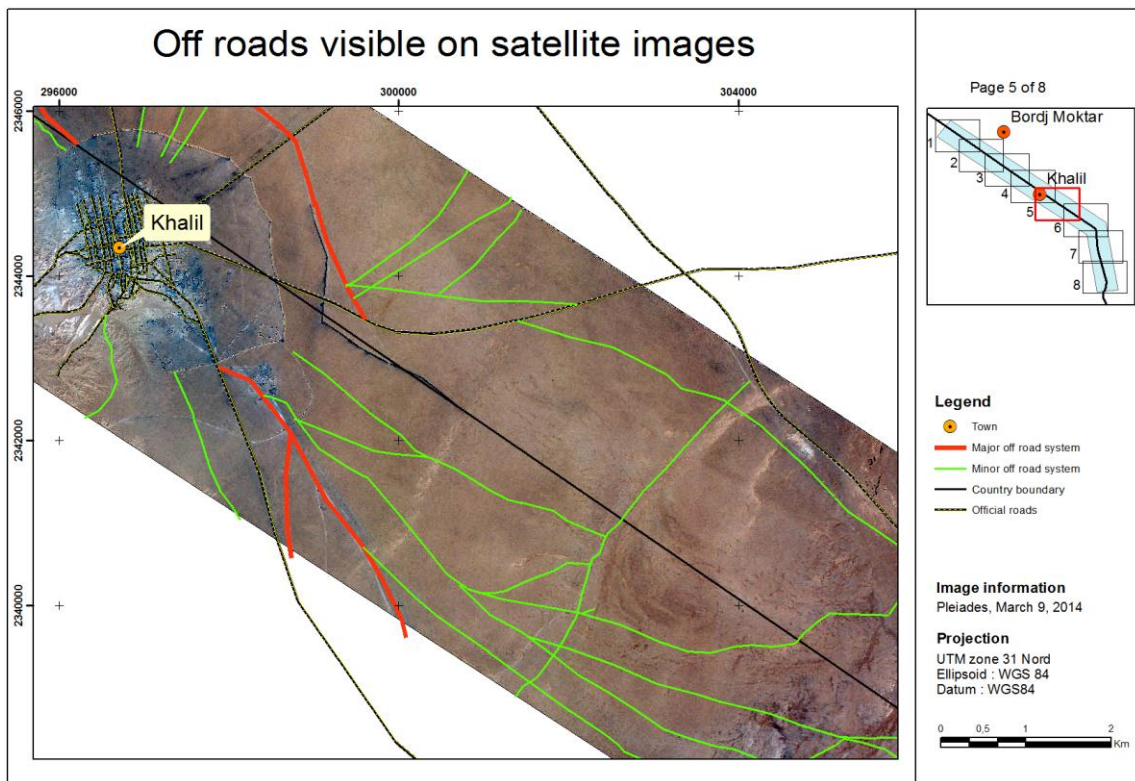 Off roads visible on satellite images
296000
300000
304000
2346000
2344000
2342000
2340000
Khalil
Page 5 of 8
Bordj Moktar
Khalil
1
2
3
4
5
6
7
8
Legend
Town
Major off road system
Minor off road system
Country boundary
Official roads
Image information
Pleiades, March 9, 2014
Projection
UTM zone 31 Nord
Ellipsoid : WGS 84
Datum : WGS84
0 0,5 1 2
Km